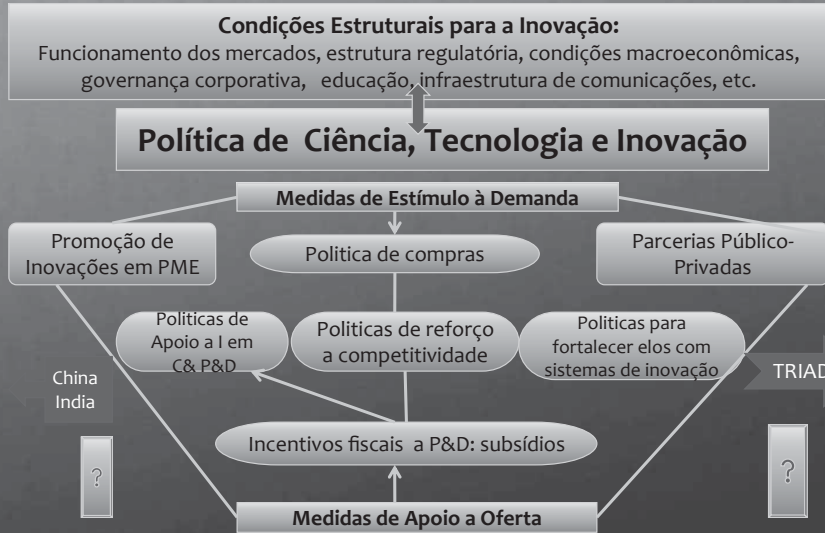 Condições Estruturais para a Inovação:
Funcionamento dos mercados, estrutura regulatória, condições macroeconômicas,
governança corporativa, educação, infraestrutura de comunicações, etc.
Política de Ciência, Tecnologia e Inovação
Medidas de Estímulo à Demanda
Promoção de
Inovações em PME
Politica de compras
Parcerias Público-
Privadas
Politicas de
Apoio a I em
C& P&D
Politicas de reforço
a competitividade
Politicas para
fortalecer elos com
sistemas de inovação
China
India
TRIAD
Incentivos fiscais a P&D: subsídios
?
?
Medidas de Apoio a Oferta